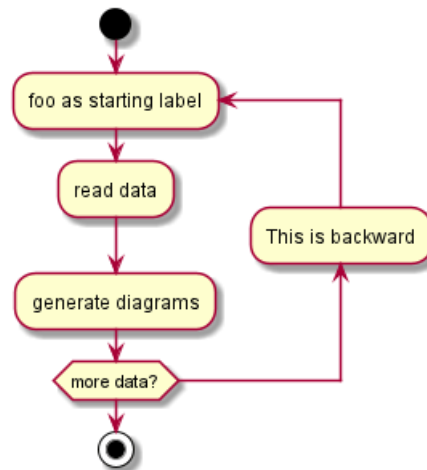 foo as starting label
read data
This is backward
generate diagrams
more data?